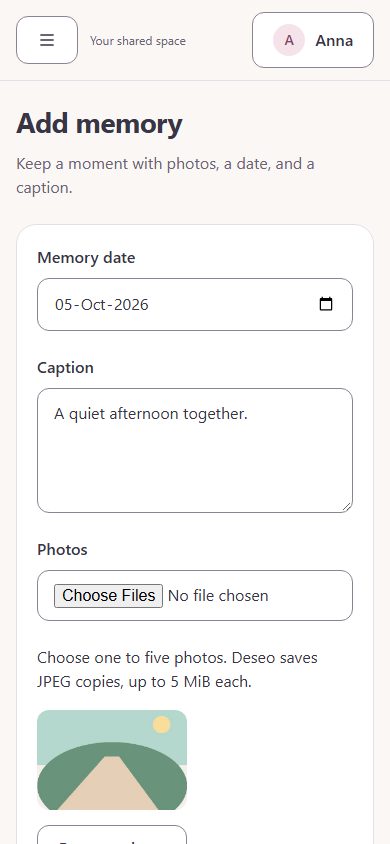 Your shared space
A Anna
Add memory
Keep a moment with photos, a date, and a
caption.
Memory date
05-Oct-2026
Caption
A quiet afternoon together.
Photos
Choose Files No file chosen
Choose one to five photos. Deseo saves
JPEG copies, up to 5 MiB each.